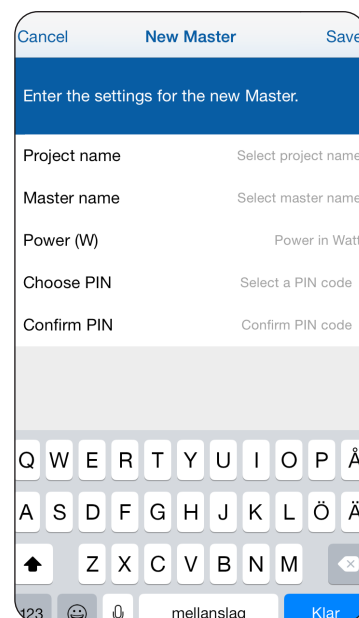 Cancel New Master Save
Enter the settings for the new Master.
Project name Select project name
Master name Select master name
Power (W) Power in Watt
Choose PIN Select a PIN code
Confirm PIN Confirm PIN code
Q W E R T Y U I O P Å
A S D F G H J K L Ö Ä
Z X C V B N M
123 mellanslag Klar